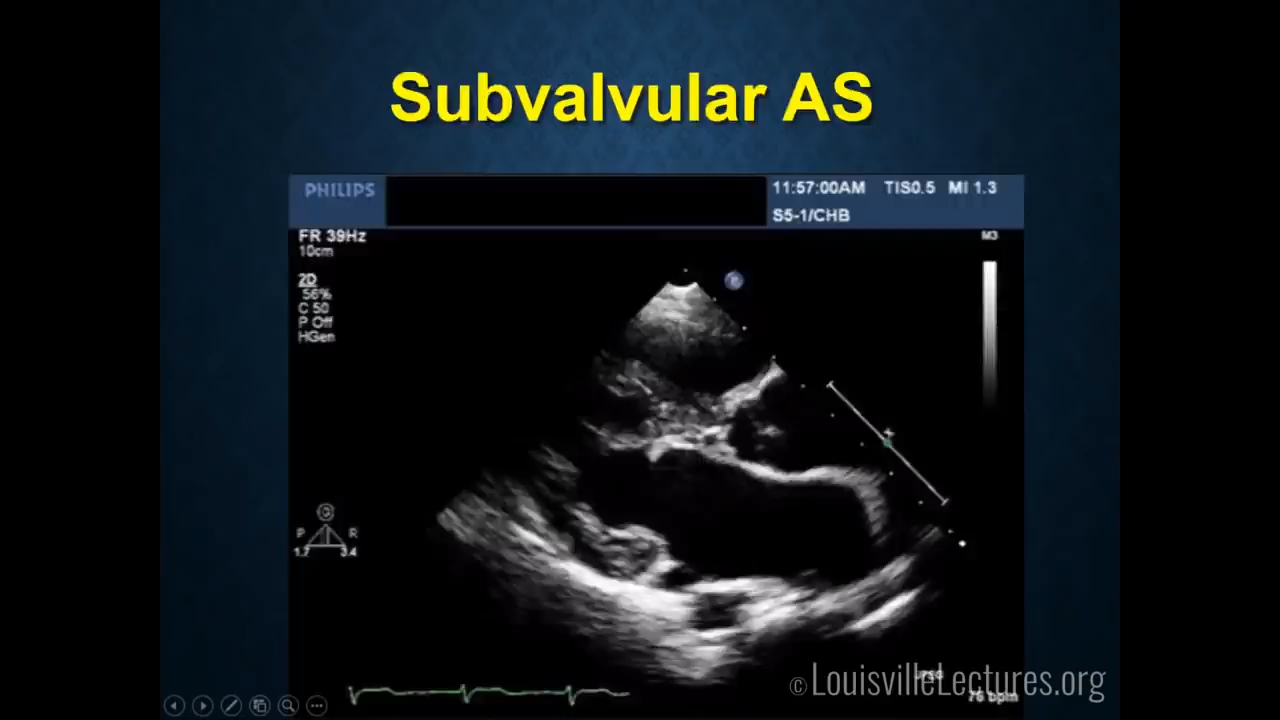 Subvalvular AS
PHILIPS
11:57:00AM TIS0.5 MI 1.3
S5-1/CHB
FR 39Hz
10cm
M3
2D
56%
C 50
P Off
HGen
G
P R
1.7 3.4
JPEG
© LouisvilleLectures.org
76 bpm